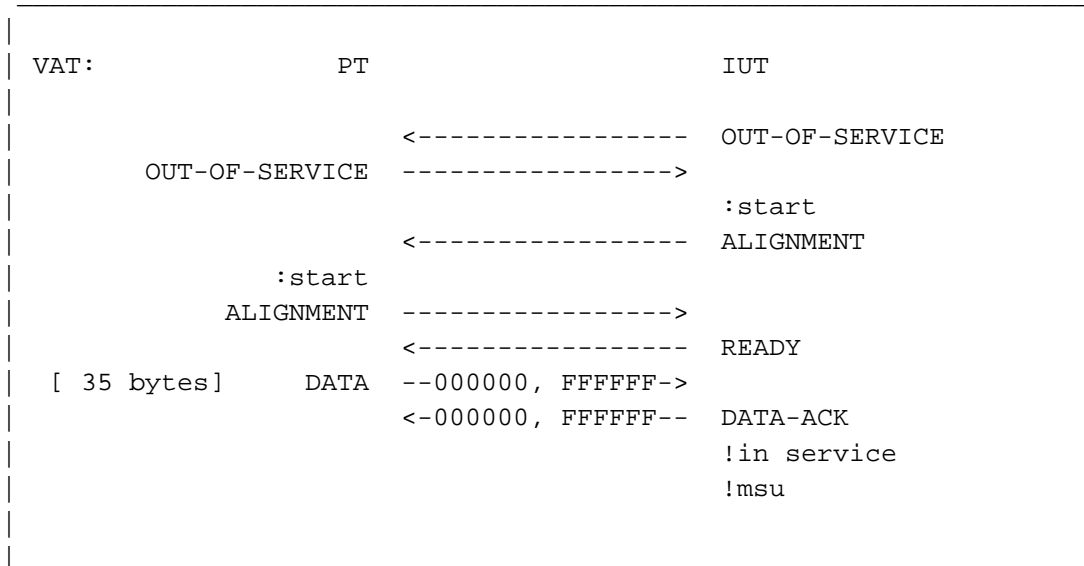 VAT: PT IUT
<----------------- OUT-OF-SERVICE
OUT-OF-SERVICE ----------------->
:start
<----------------- ALIGNMENT
:start
ALIGNMENT ----------------->
<----------------- READY
[ 35 bytes] DATA --000000, FFFFFF->
<-000000, FFFFFF-- DATA-ACK
!in service
!msu